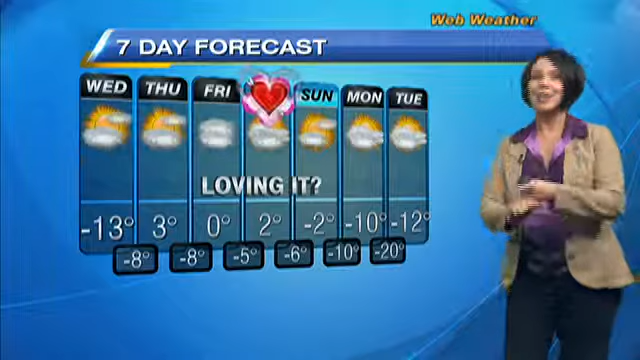 Web Weather
7 DAY FORECAST
WED THU FRI SUN MON TUE
LOVING IT?
-13° 3° 0° 2° -2° -10° -12°
-8° -8° -5° -6° -10° -20°